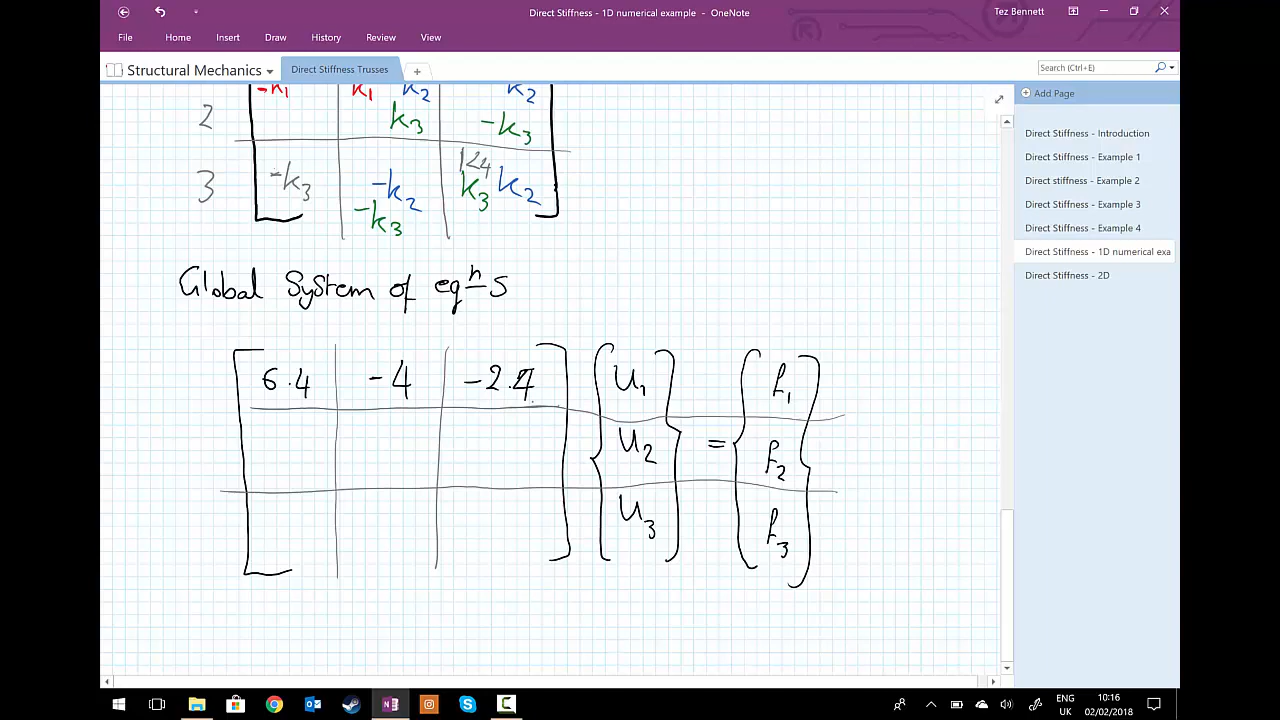 Direct Stiffness - 1D numerical example - OneNote
Tez Bennett
File Home Insert Draw History Review View
Structural Mechanics
Direct Stiffness Trusses
+
Search (Ctrl+E)
Add Page
Direct Stiffness - Introduction
Direct Stiffness - Example 1
Direct stiffness - Example 2
Direct Stiffness - Example 3
Direct Stiffness - Example 4
Direct Stiffness - 1D numerical exa
Direct Stiffness - 2D
-k1 k1 k2 k2
2 k3 -k3
k4
3 -k3 -k2 k3 k2
-k3
Global System of eqns
6.4 -4 -2.4 u1 f1
u2 = f2
u3 f3
ENG 10:16
UK 02/02/2018